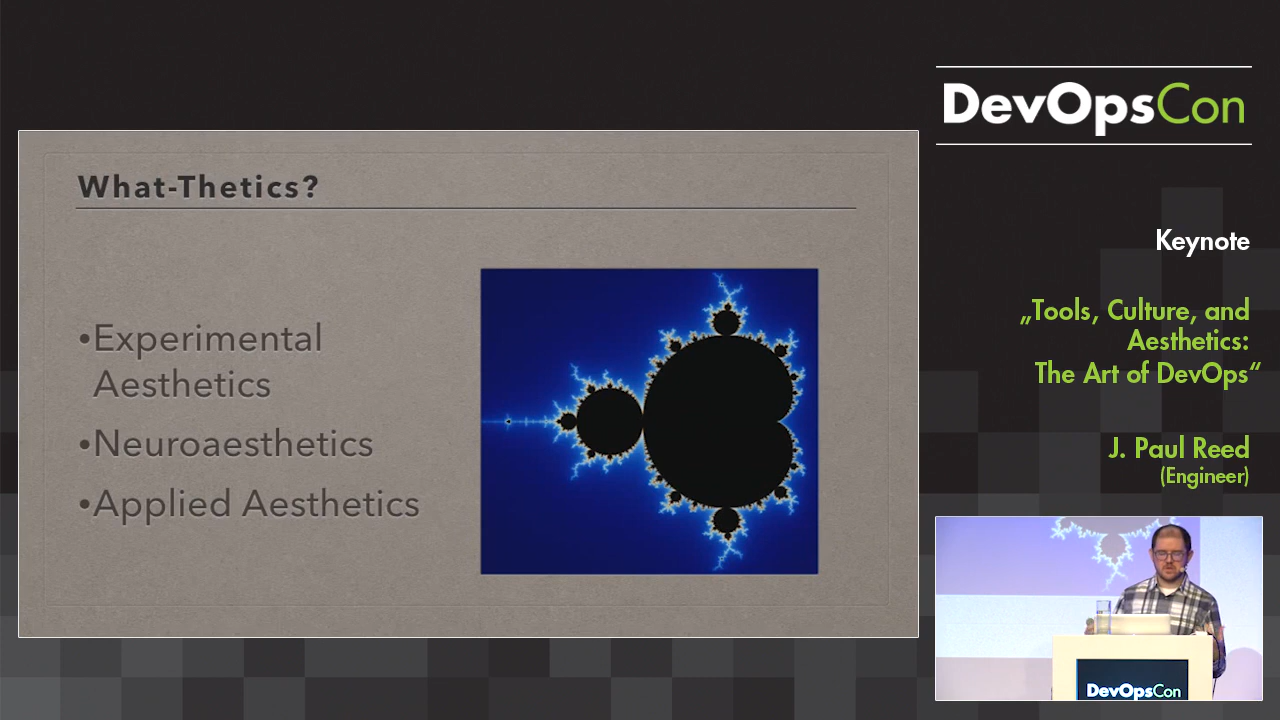 DevOpsCon
What-Thetics?
•Experimental
Aesthetics
•Neuroaesthetics
•Applied Aesthetics
Keynote
„Tools, Culture, and
Aesthetics:
The Art of DevOps“
J. Paul Reed
(Engineer)
DevOpsCon